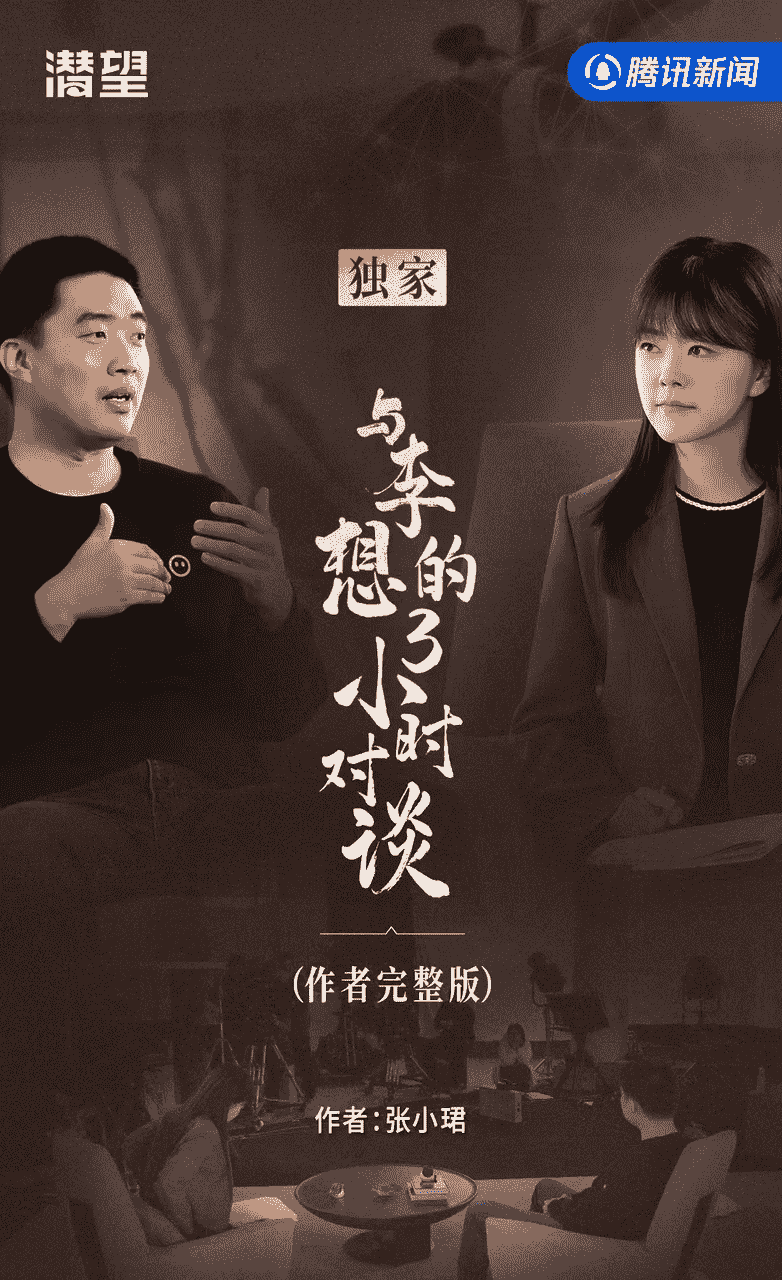 潜望
腾讯新闻
独家
与李想的3小时对谈
(作者完整版)
作者:张小珺